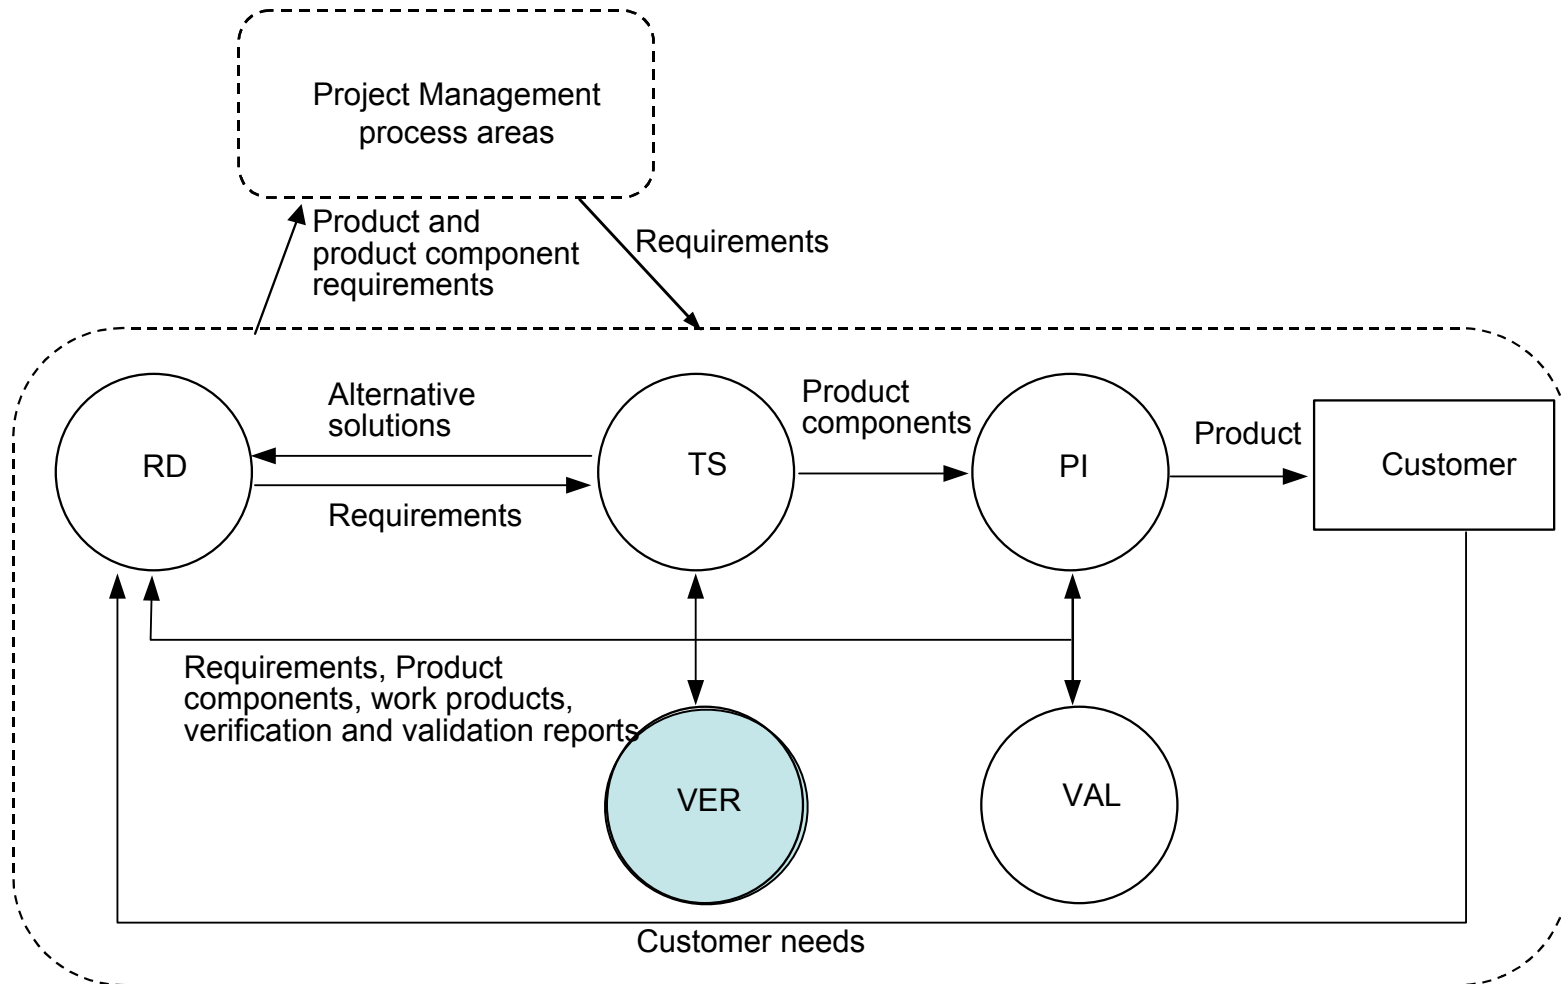 Project Management
process areas
Product and
product component
requirements
Requirements
Alternative
solutions
Product
components
Product
RD
TS
PI
Customer
Requirements
Requirements, Product
components, work products,
verification and validation reports
VER
VAL
Customer needs